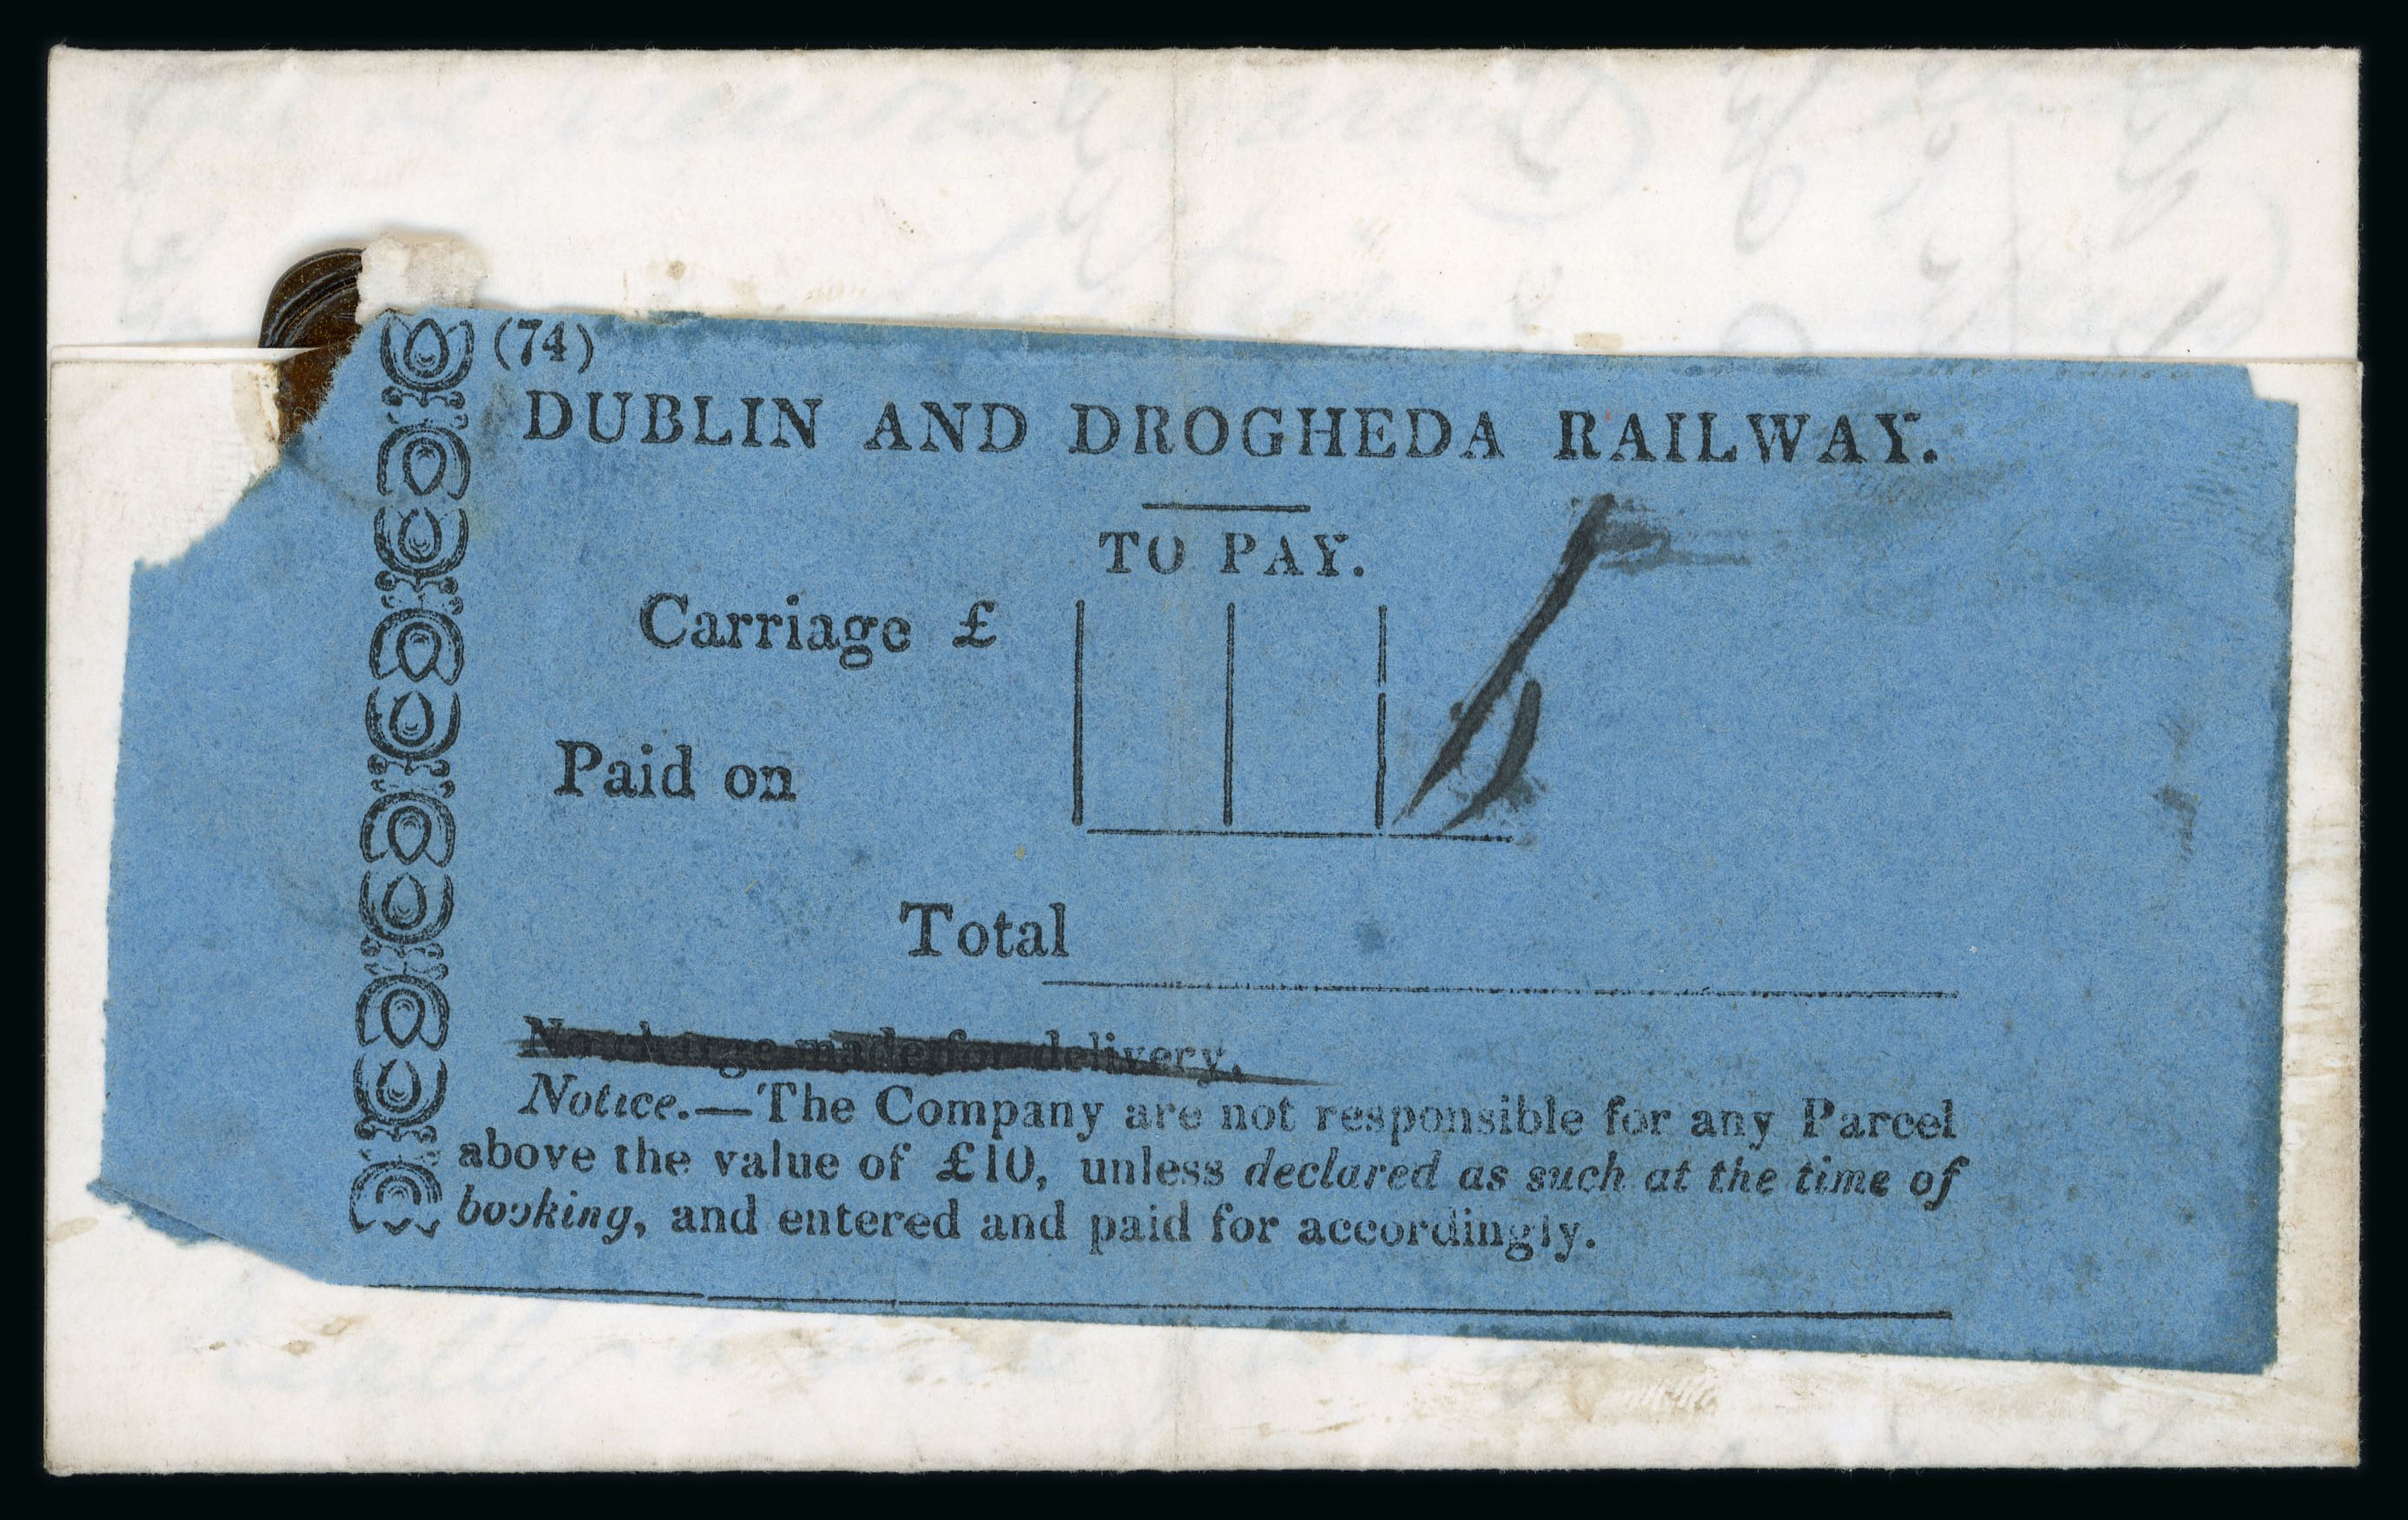 (74)
DUBLIN AND DROGHEDA RAILWAY.
TO PAY.
Carriage £
Paid on
Total
No charge made for delivery.
Notice.—The Company are not responsible for any Parcel
above the value of £10, unless declared as such at the time of
booking, and entered and paid for accordingly.